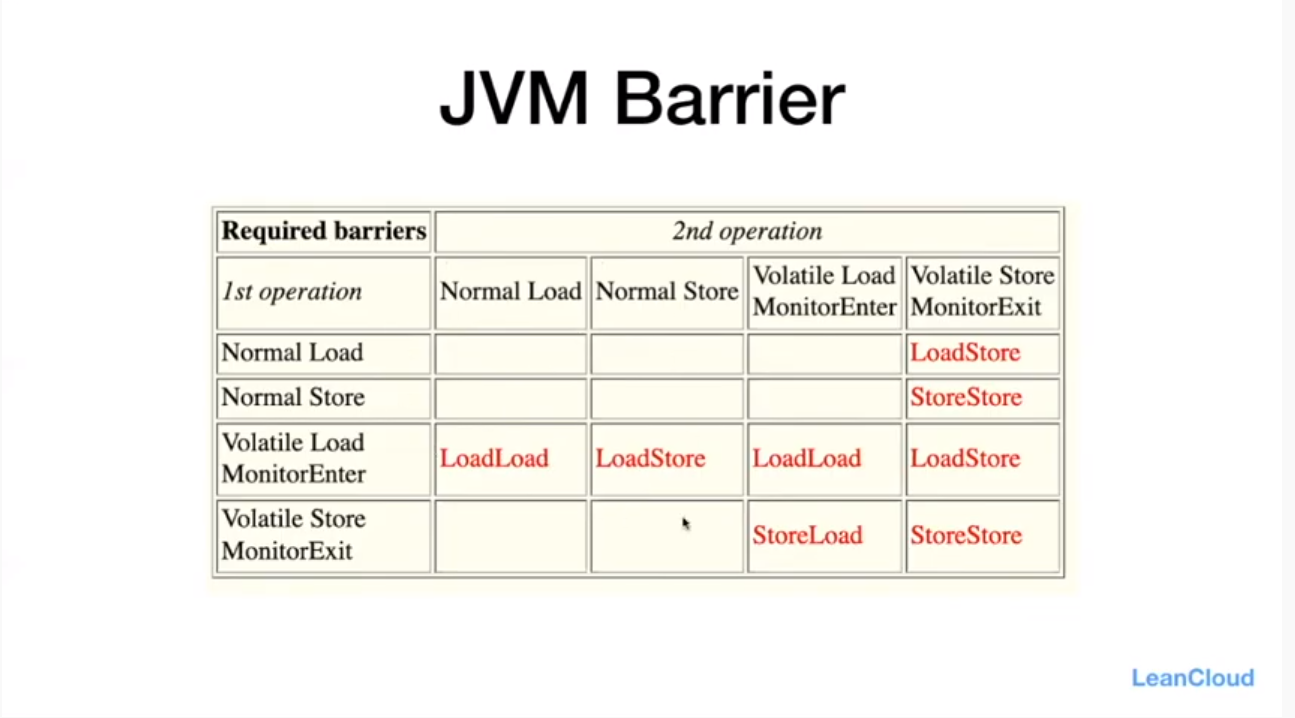 JVM Barrier
Required barriers 2nd operation
1st operation Normal Load Normal Store Volatile Load MonitorEnter Volatile Store MonitorExit
Normal Load LoadStore
Normal Store StoreStore
Volatile Load MonitorEnter LoadLoad LoadStore LoadLoad LoadStore
Volatile Store MonitorExit StoreLoad StoreStore
LeanCloud